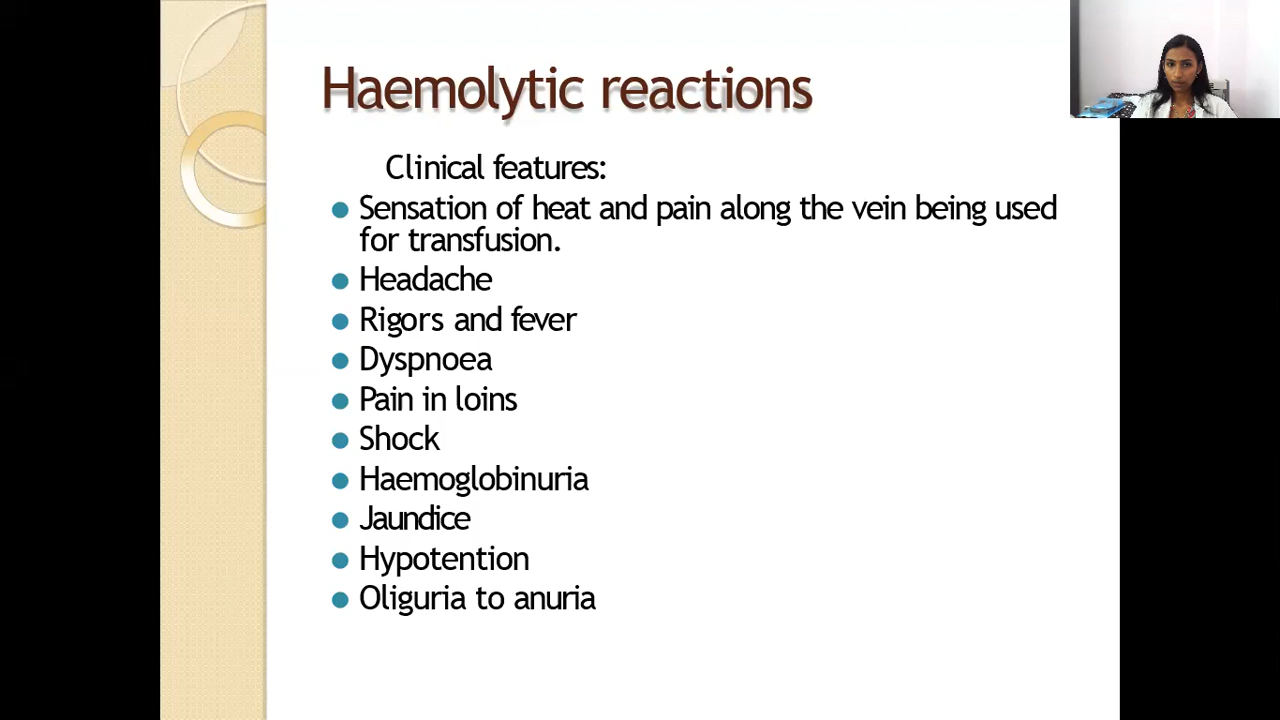 Haemolytic reactions
Clinical features:
Sensation of heat and pain along the vein being used
for transfusion.
Headache
Rigors and fever
Dyspnoea
Pain in loins
Shock
Haemoglobinuria
Jaundice
Hypotention
Oliguria to anuria